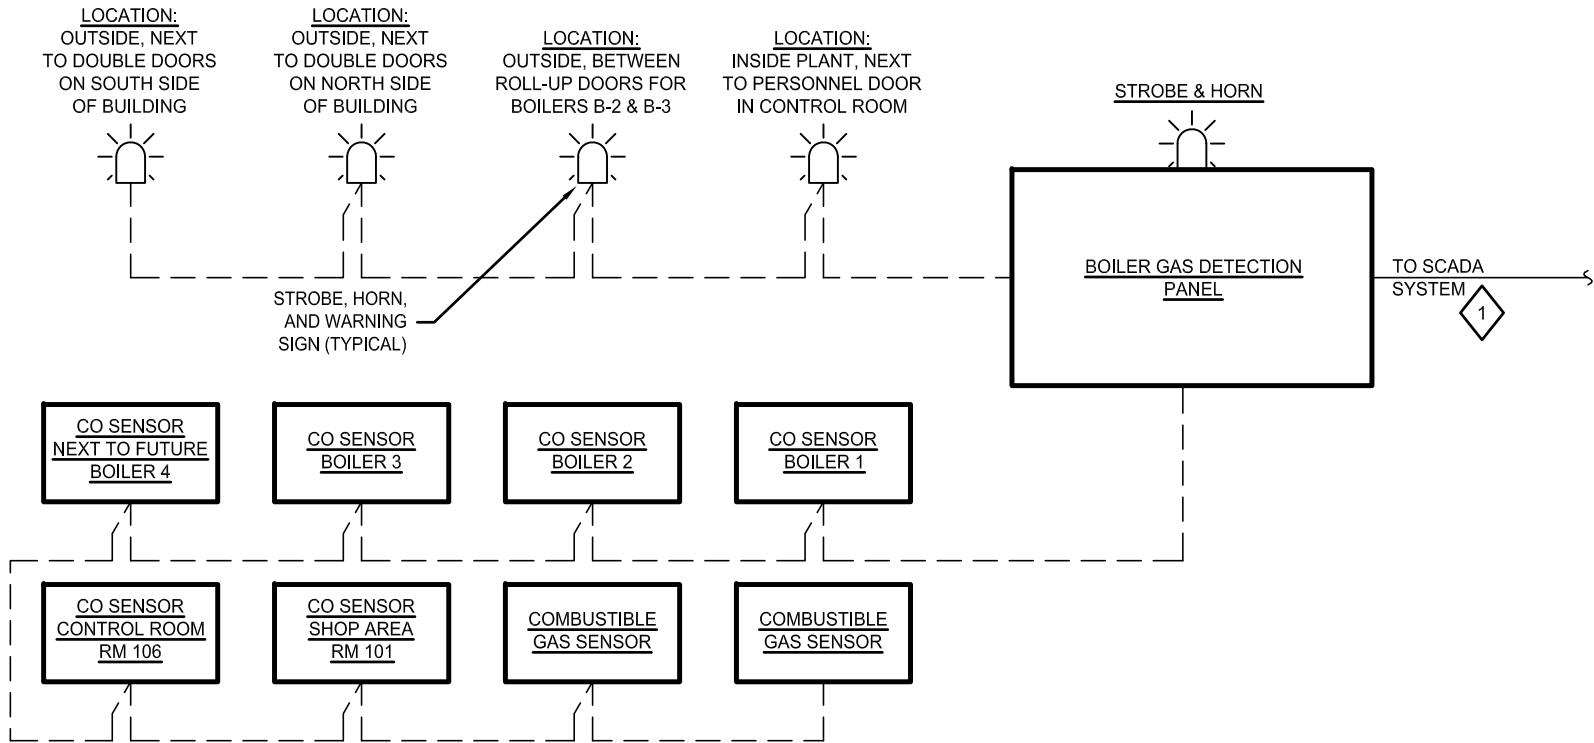 LOCATION:
OUTSIDE, NEXT
TO DOUBLE DOORS
ON SOUTH SIDE
OF BUILDING
LOCATION:
OUTSIDE, NEXT
TO DOUBLE DOORS
ON NORTH SIDE
OF BUILDING
LOCATION:
OUTSIDE, BETWEEN
ROLL-UP DOORS FOR
BOILERS B-2 & B-3
LOCATION:
INSIDE PLANT, NEXT
TO PERSONNEL DOOR
IN CONTROL ROOM
STROBE & HORN
BOILER GAS DETECTION
PANEL
TO SCADA
SYSTEM
1
STROBE, HORN,
AND WARNING
SIGN (TYPICAL)
CO SENSOR
NEXT TO FUTURE
BOILER 4
CO SENSOR
BOILER 3
CO SENSOR
BOILER 2
CO SENSOR
BOILER 1
CO SENSOR
CONTROL ROOM
RM 106
CO SENSOR
SHOP AREA
RM 101
COMBUSTIBLE
GAS SENSOR
COMBUSTIBLE
GAS SENSOR